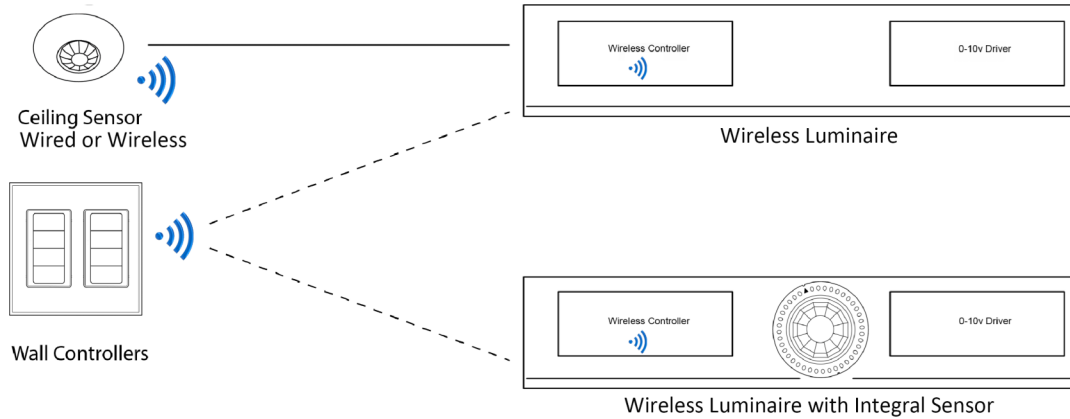 Wireless Controller
0-10v Driver
Ceiling Sensor
Wired or Wireless
Wireless Luminaire
Wireless Controller
0-10v Driver
Wall Controllers
Wireless Luminaire with Integral Sensor